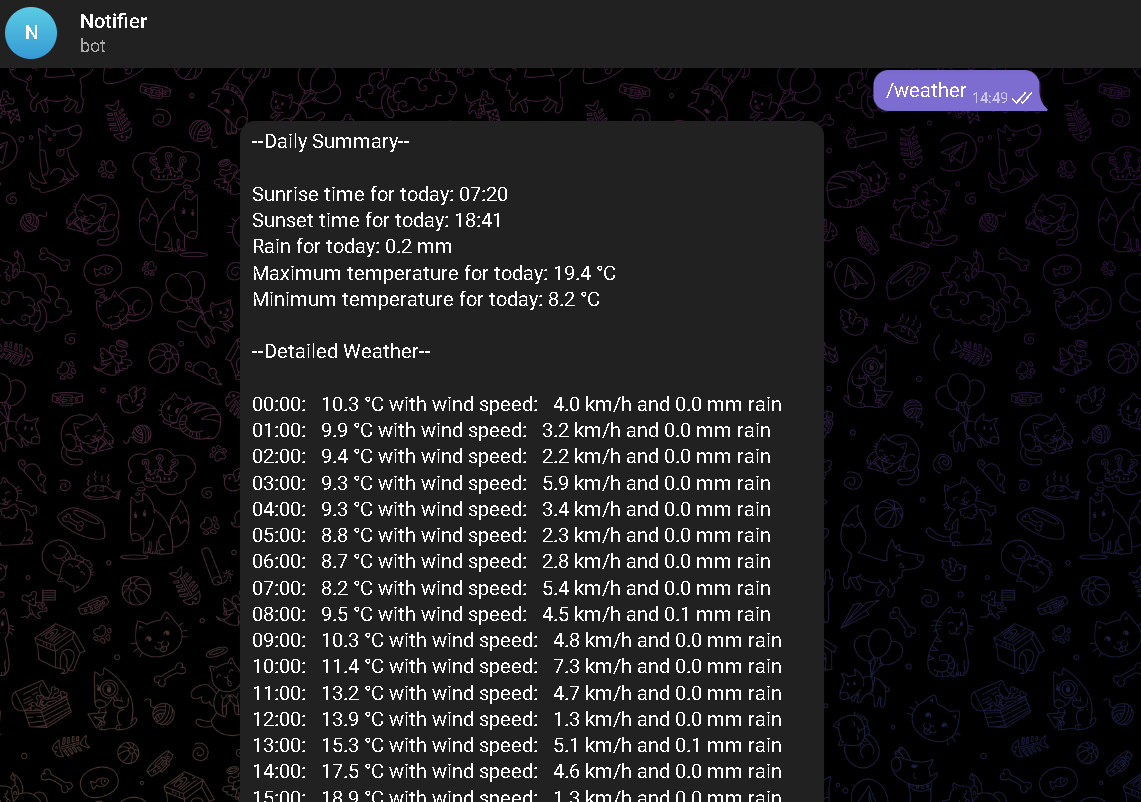 N
Notifier
bot
/weather 14:49
--Daily Summary--
Sunrise time for today: 07:20
Sunset time for today: 18:41
Rain for today: 0.2 mm
Maximum temperature for today: 19.4 °C
Minimum temperature for today: 8.2 °C
--Detailed Weather--
00:00: 10.3 °C with wind speed: 4.0 km/h and 0.0 mm rain
01:00: 9.9 °C with wind speed: 3.2 km/h and 0.0 mm rain
02:00: 9.4 °C with wind speed: 2.2 km/h and 0.0 mm rain
03:00: 9.3 °C with wind speed: 5.9 km/h and 0.0 mm rain
04:00: 9.3 °C with wind speed: 3.4 km/h and 0.0 mm rain
05:00: 8.8 °C with wind speed: 2.3 km/h and 0.0 mm rain
06:00: 8.7 °C with wind speed: 2.8 km/h and 0.0 mm rain
07:00: 8.2 °C with wind speed: 5.4 km/h and 0.0 mm rain
08:00: 9.5 °C with wind speed: 4.5 km/h and 0.1 mm rain
09:00: 10.3 °C with wind speed: 4.8 km/h and 0.0 mm rain
10:00: 11.4 °C with wind speed: 7.3 km/h and 0.0 mm rain
11:00: 13.2 °C with wind speed: 4.7 km/h and 0.0 mm rain
12:00: 13.9 °C with wind speed: 1.3 km/h and 0.0 mm rain
13:00: 15.3 °C with wind speed: 5.1 km/h and 0.1 mm rain
14:00: 17.5 °C with wind speed: 4.6 km/h and 0.0 mm rain
15:00: 18.9 °C with wind speed: 1.3 km/h and 0.0 mm rain